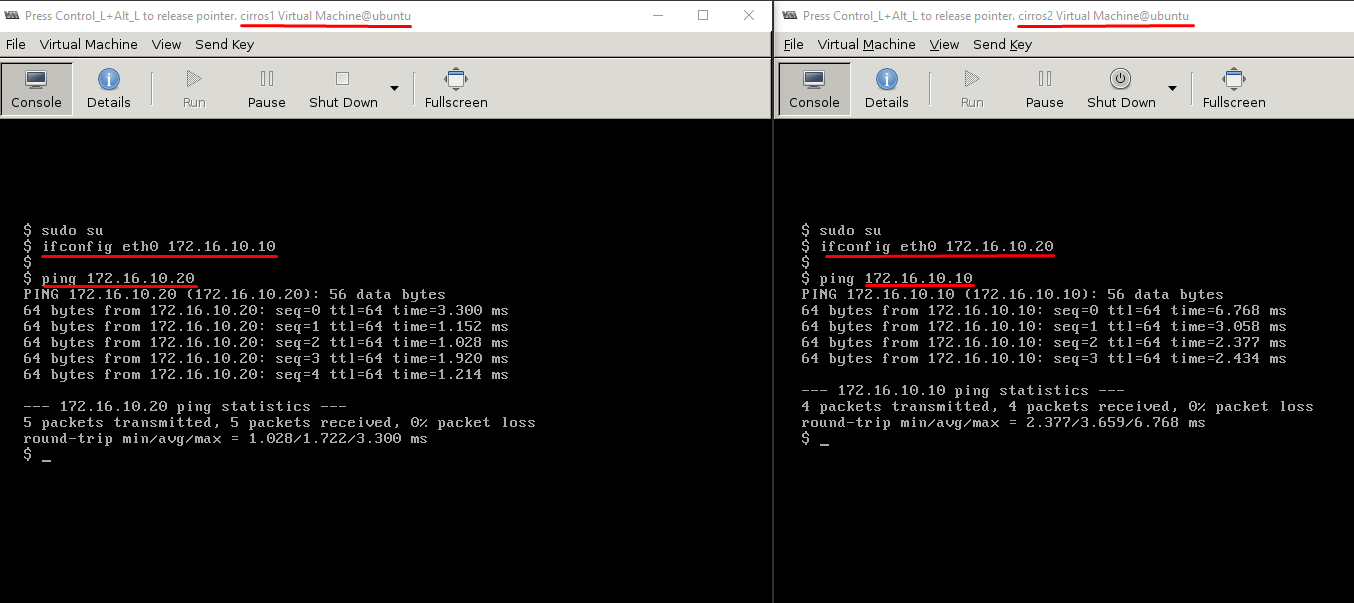 Press Control_L+Alt_L to release pointer. cirros1 Virtual Machine@ubuntu
File Virtual Machine View Send Key
Console Details Run Pause Shut Down Fullscreen
$ sudo su
$ ifconfig eth0 172.16.10.10
$
$ ping 172.16.10.20
PING 172.16.10.20 (172.16.10.20): 56 data bytes
64 bytes from 172.16.10.20: seq=0 ttl=64 time=3.300 ms
64 bytes from 172.16.10.20: seq=1 ttl=64 time=1.152 ms
64 bytes from 172.16.10.20: seq=2 ttl=64 time=1.028 ms
64 bytes from 172.16.10.20: seq=3 ttl=64 time=1.920 ms
64 bytes from 172.16.10.20: seq=4 ttl=64 time=1.214 ms
--- 172.16.10.20 ping statistics ---
5 packets transmitted, 5 packets received, 0% packet loss
round-trip min/avg/max = 1.028/1.722/3.300 ms
$ _
Press Control_L+Alt_L to release pointer. cirros2 Virtual Machine@ubuntu
File Virtual Machine View Send Key
Console Details Run Pause Shut Down Fullscreen
$ sudo su
$ ifconfig eth0 172.16.10.20
$
$ ping 172.16.10.10
PING 172.16.10.10 (172.16.10.10): 56 data bytes
64 bytes from 172.16.10.10: seq=0 ttl=64 time=6.768 ms
64 bytes from 172.16.10.10: seq=1 ttl=64 time=3.058 ms
64 bytes from 172.16.10.10: seq=2 ttl=64 time=2.377 ms
64 bytes from 172.16.10.10: seq=3 ttl=64 time=2.434 ms
--- 172.16.10.10 ping statistics ---
4 packets transmitted, 4 packets received, 0% packet loss
round-trip min/avg/max = 2.377/3.659/6.768 ms
$ _